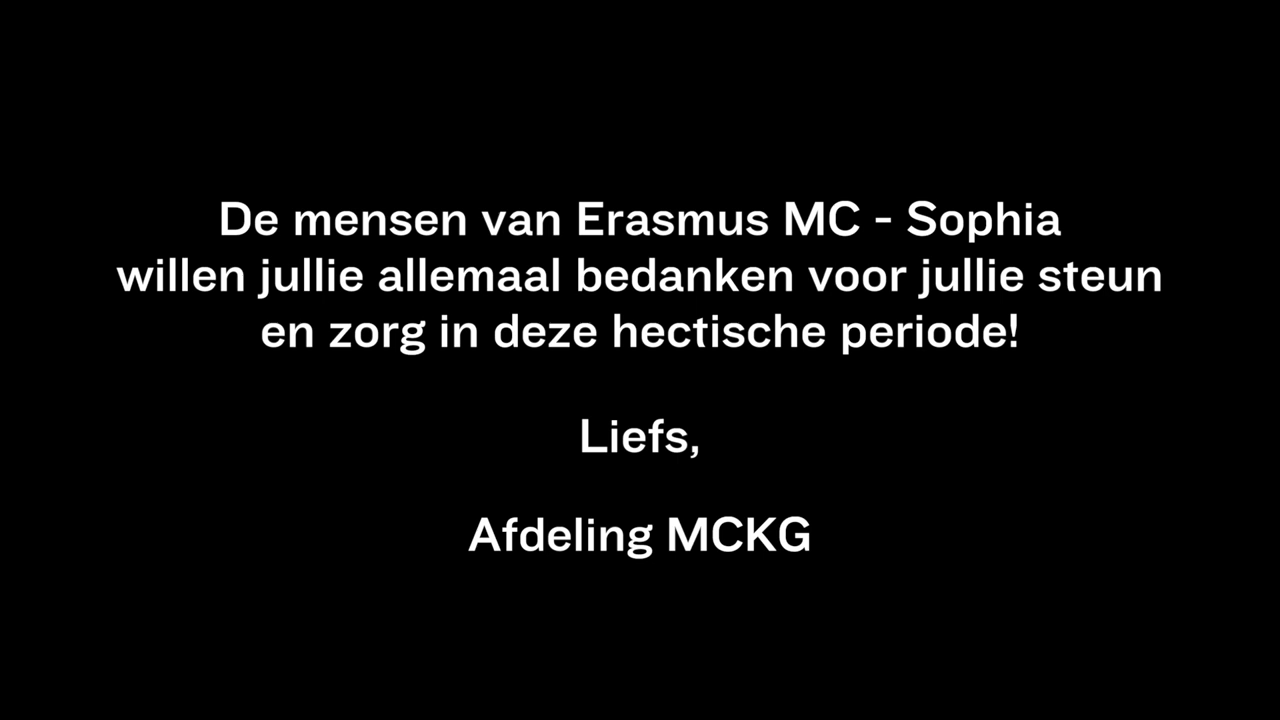 De mensen van Erasmus MC - Sophia
willen jullie allemaal bedanken voor jullie steun
en zorg in deze hectische periode!
Liefs,
Afdeling MCKG